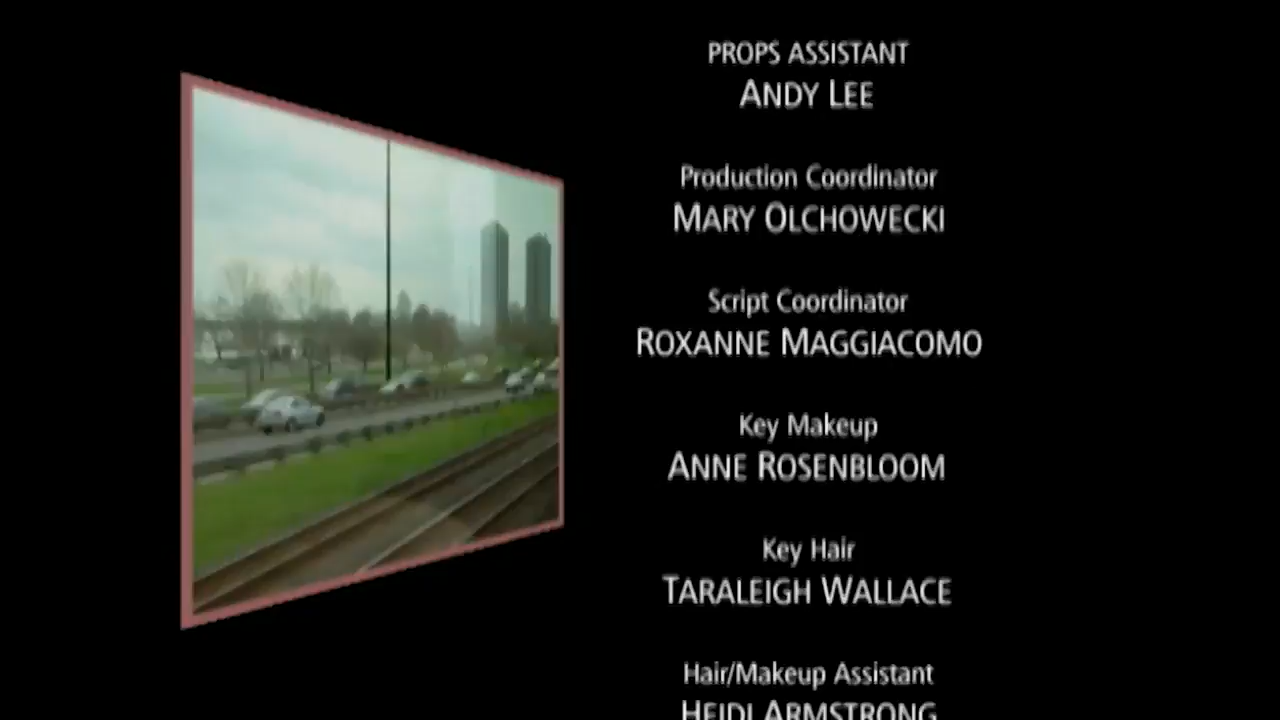 PROPS ASSISTANT
ANDY LEE
Production Coordinator
MARY OLCHOWECKI
Script Coordinator
ROXANNE MAGGIACOMO
Key Makeup
ANNE ROSENBLOOM
Key Hair
TARALEIGH WALLACE
Hair/Makeup Assistant
HEIDI ARMSTRONG